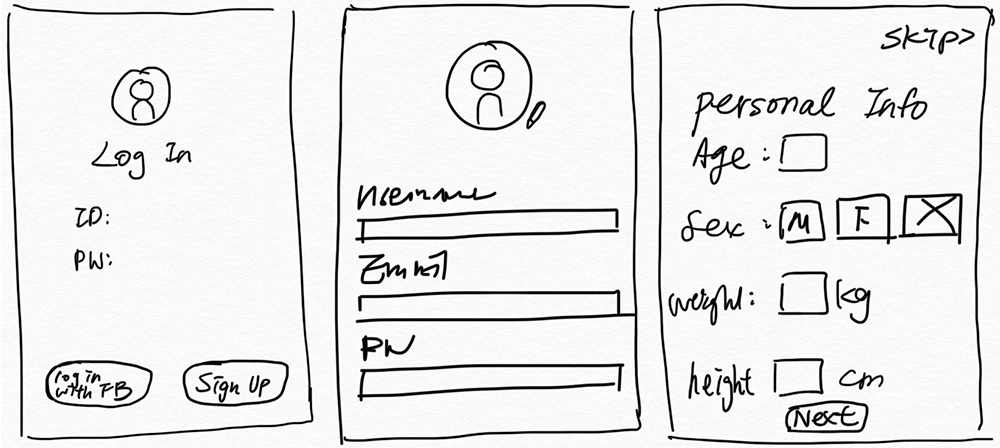 Log In
ID:
PW:
Log in
with FB
Sign Up
Username
Email
PW
Skip>
Personal Info
Age:
Sex: M F X
weight: kg
height cm
Next